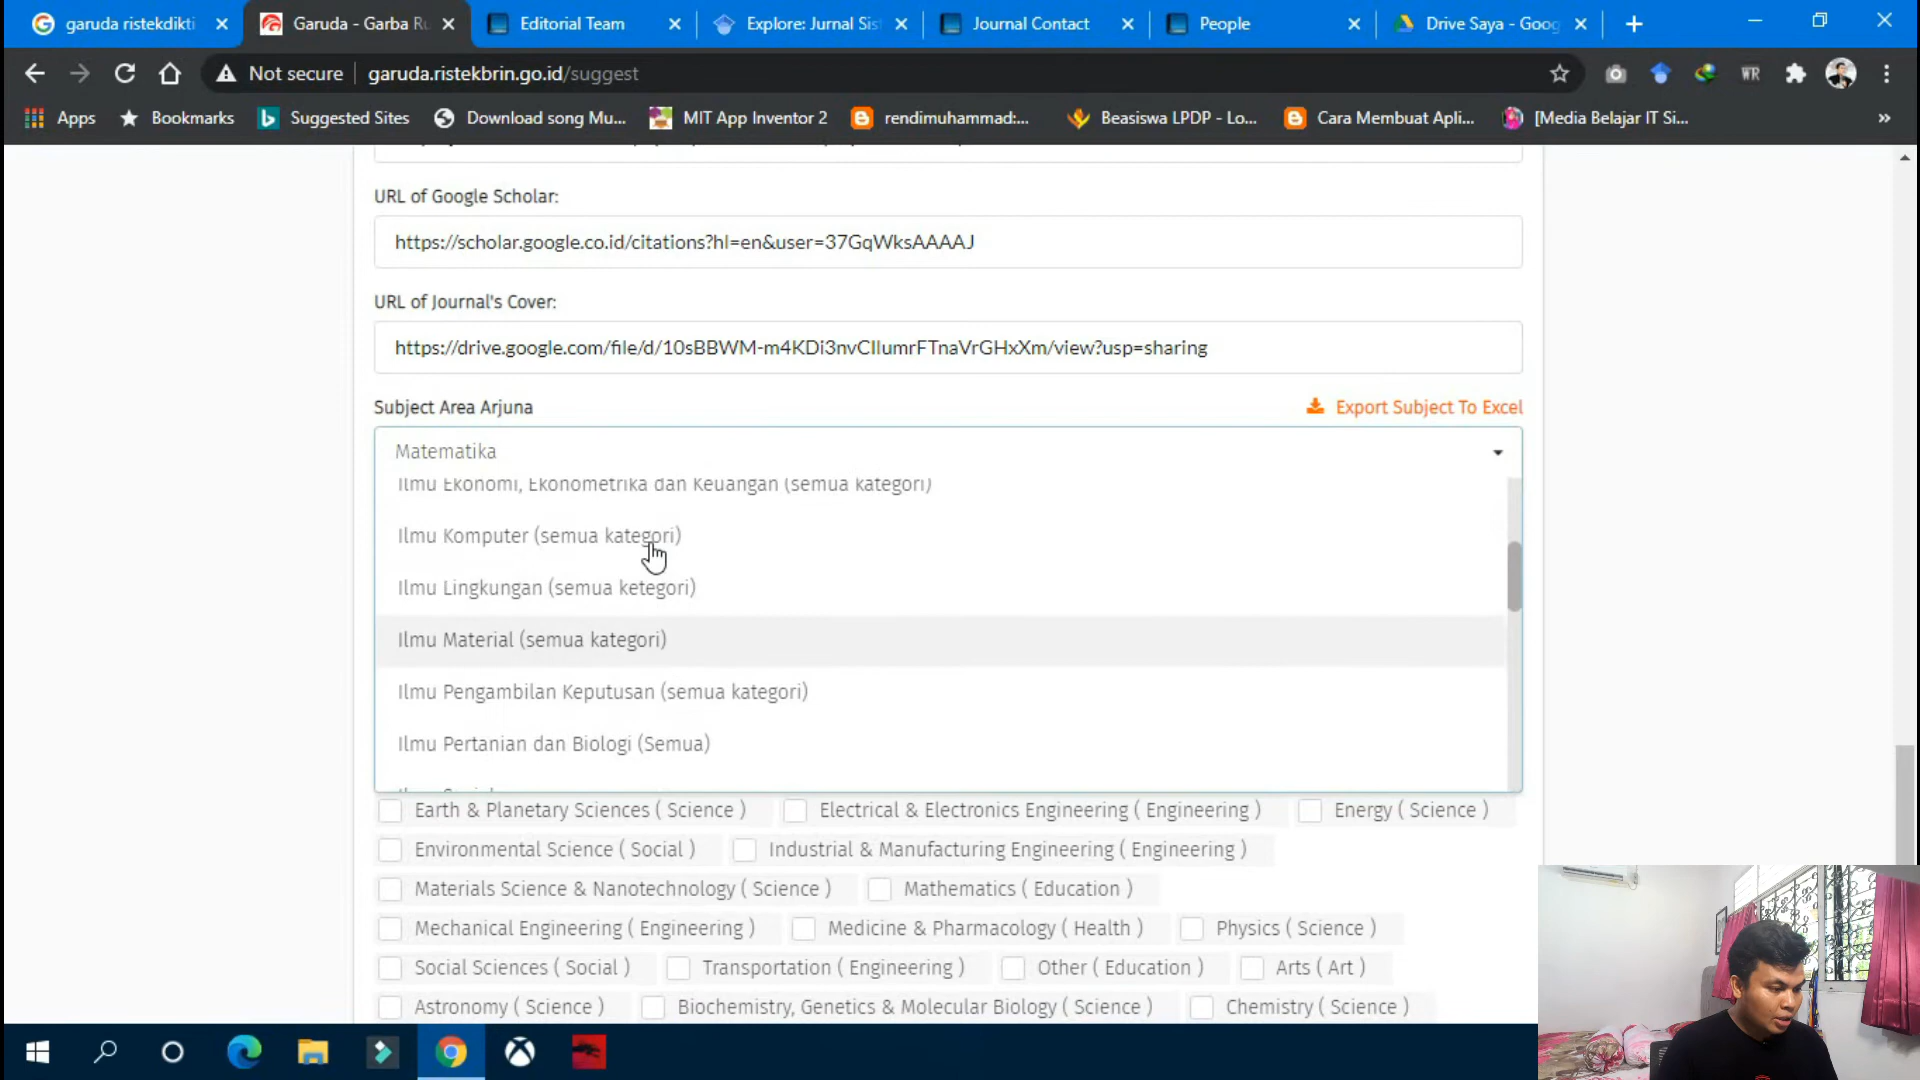 garuda ristekdikti
Garuda - Garba Ru
Editorial Team
Explore: Jurnal Sis
Journal Contact
People
Drive Saya - Goog
Not secure
garuda.ristekbrin.go.id/suggest
Apps
Bookmarks
Suggested Sites
Download song Mu...
MIT App Inventor 2
rendimuhammad:...
Beasiswa LPDP - Lo...
Cara Membuat Apli...
[Media Belajar IT Si...
»
URL of Google Scholar:
https://scholar.google.co.id/citations?hl=en&user=37GqWksAAAAJ
URL of Journal's Cover:
https://drive.google.com/file/d/10sBBWM-m4KDi3nvClIumrFTnaVrGHxXm/view?usp=sharing
Subject Area Arjuna
Export Subject To Excel
Matematika
Ilmu Ekonomi, Ekonometrika dan Keuangan (semua kategori)
Ilmu Komputer (semua kategori)
Ilmu Lingkungan (semua ketegori)
Ilmu Material (semua kategori)
Ilmu Pengambilan Keputusan (semua kategori)
Ilmu Pertanian dan Biologi (Semua)
Earth & Planetary Sciences ( Science )
Electrical & Electronics Engineering ( Engineering )
Energy ( Science )
Environmental Science ( Social )
Industrial & Manufacturing Engineering ( Engineering )
Materials Science & Nanotechnology ( Science )
Mathematics ( Education )
Mechanical Engineering ( Engineering )
Medicine & Pharmacology ( Health )
Physics ( Science )
Social Sciences ( Social )
Transportation ( Engineering )
Other ( Education )
Arts ( Art )
Astronomy ( Science )
Biochemistry, Genetics & Molecular Biology ( Science )
Chemistry ( Science )